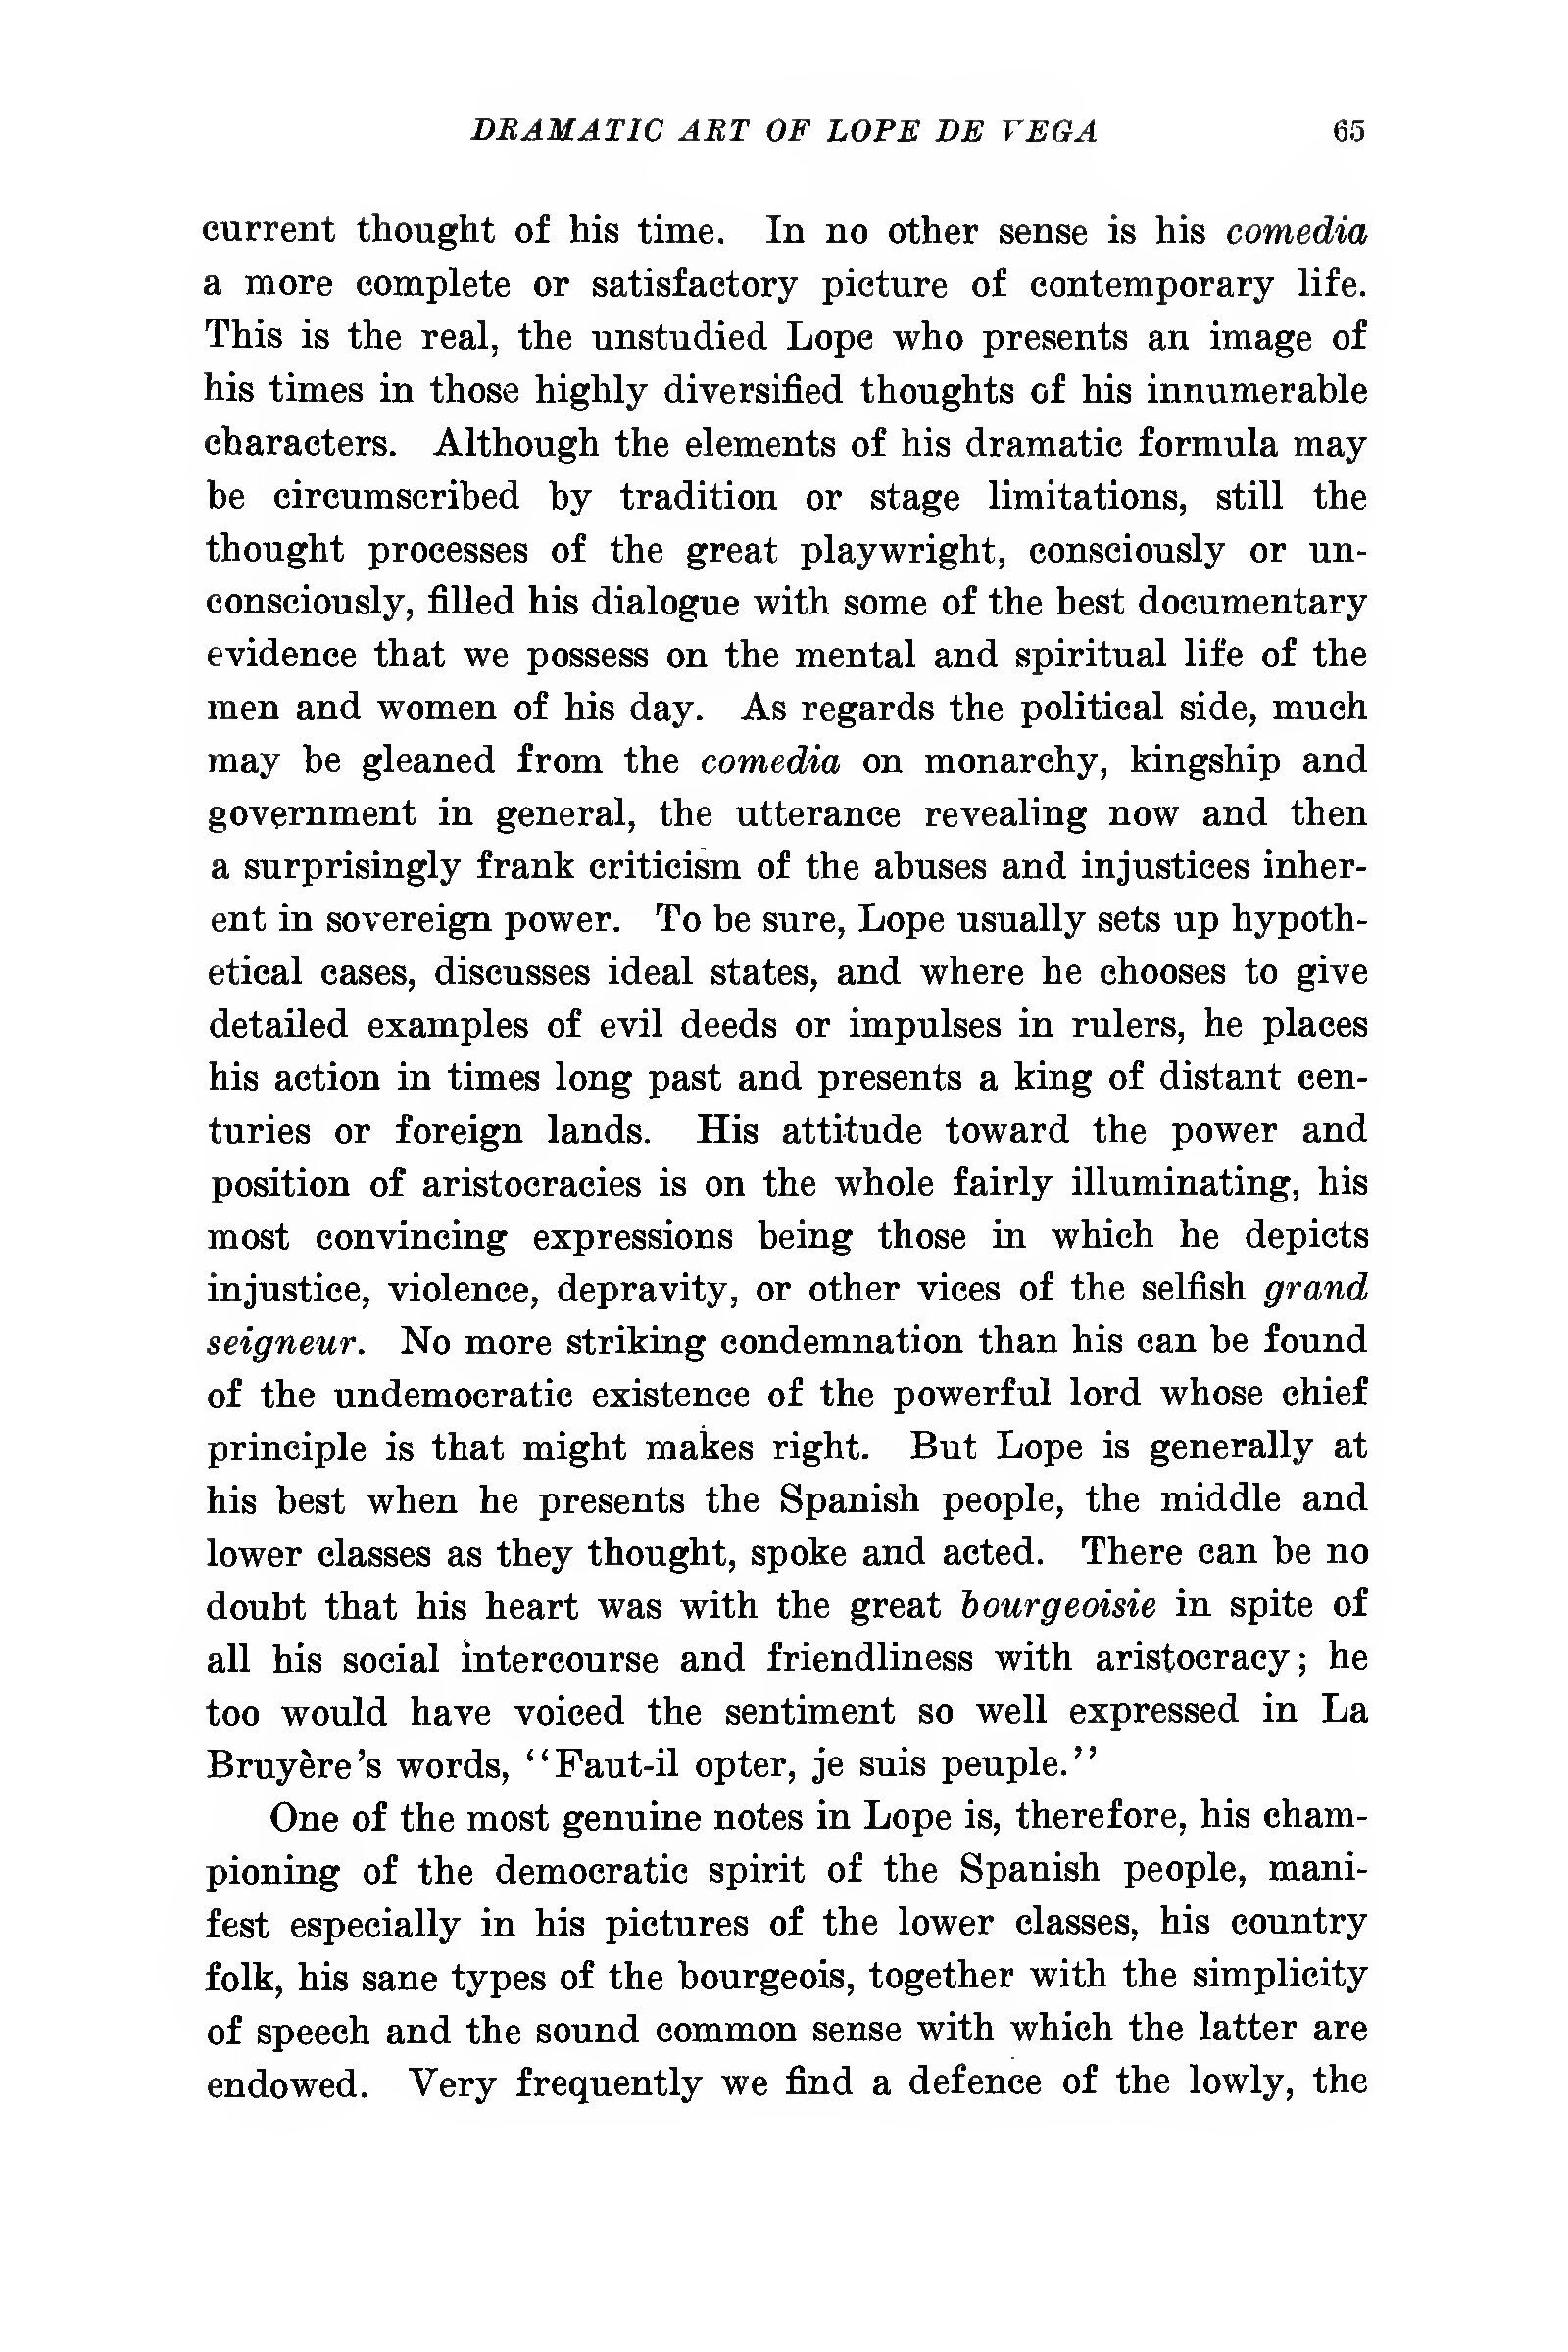 DRAMATIC ART OF LOPE DE VEGA 65
current thought of his time. In no other sense is his comedia
a more complete or satisfactory picture of contemporary life.
This is the real, the unstudied Lope who presents an image of
his times in those highly diversified thoughts of his innumerable
characters. Although the elements of his dramatic formula may
be circumscribed by tradition or stage limitations, still the
thought processes of the great playwright, consciously or un-
consciously, filled his dialogue with some of the best documentary
evidence that we possess on the mental and spiritual life of the
men and women of his day. As regards the political side, much
may be gleaned from the comedia on monarchy, kingship and
government in general, the utterance revealing now and then
a surprisingly frank criticism of the abuses and injustices inher-
ent in sovereign power. To be sure, Lope usually sets up hypoth-
etical cases, discusses ideal states, and where he chooses to give
detailed examples of evil deeds or impulses in rulers, he places
his action in times long past and presents a king of distant cen-
turies or foreign lands. His attitude toward the power and
position of aristocracies is on the whole fairly illuminating, his
most convincing expressions being those in which he depicts
injustice, violence, depravity, or other vices of the selfish grand
seigneur. No more striking condemnation than his can be found
of the undemocratic existence of the powerful lord whose chief
principle is that might makes right. But Lope is generally at
his best when he presents the Spanish people, the middle and
lower classes as they thought, spoke and acted. There can be no
doubt that his heart was with the great bourgeoisie in spite of
all his social intercourse and friendliness with aristocracy; he
too would have voiced the sentiment so well expressed in La
Bruyère's words, "Faut-il opter, je suis peuple."
One of the most genuine notes in Lope is, therefore, his cham-
pioning of the democratic spirit of the Spanish people, mani-
fest especially in his pictures of the lower classes, his country
folk, his sane types of the bourgeois, together with the simplicity
of speech and the sound common sense with which the latter are
endowed. Very frequently we find a defence of the lowly, the